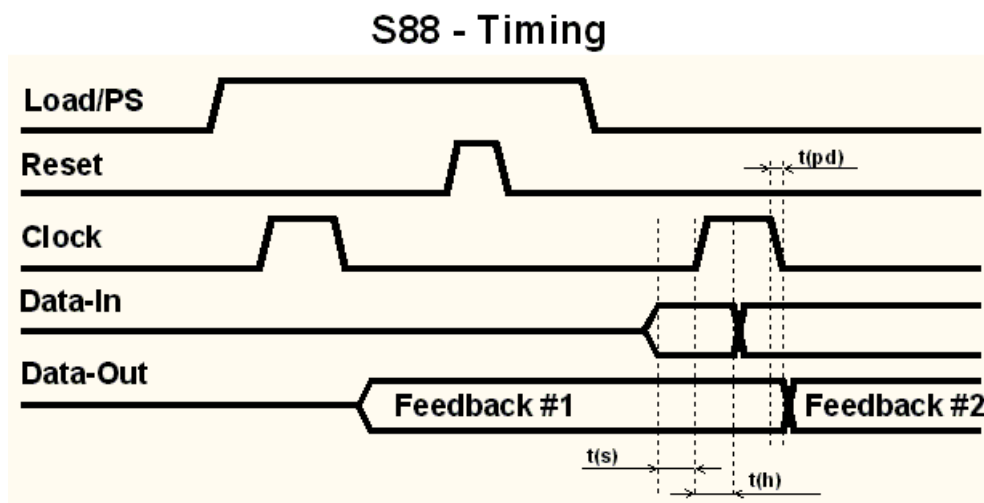 S88 - Timing
Load/PS
Reset
t(pd)
Clock
Data-In
Data-Out
Feedback #1
Feedback #2
t(s)
t(h)